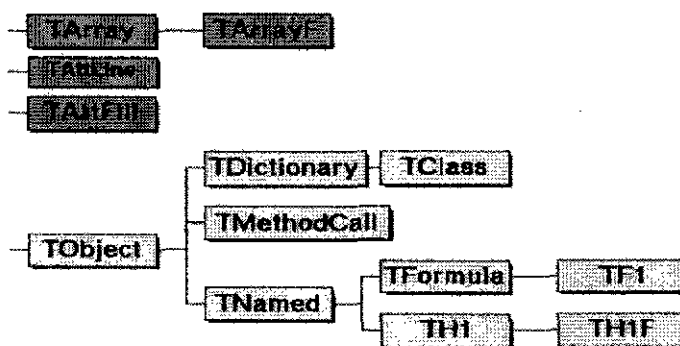 TArray TArrayF
TAttLine
TAttFill
TDictionary TClass
TMethodCall
TObject
TFormula TF1
TNamed
TH1 TH1F